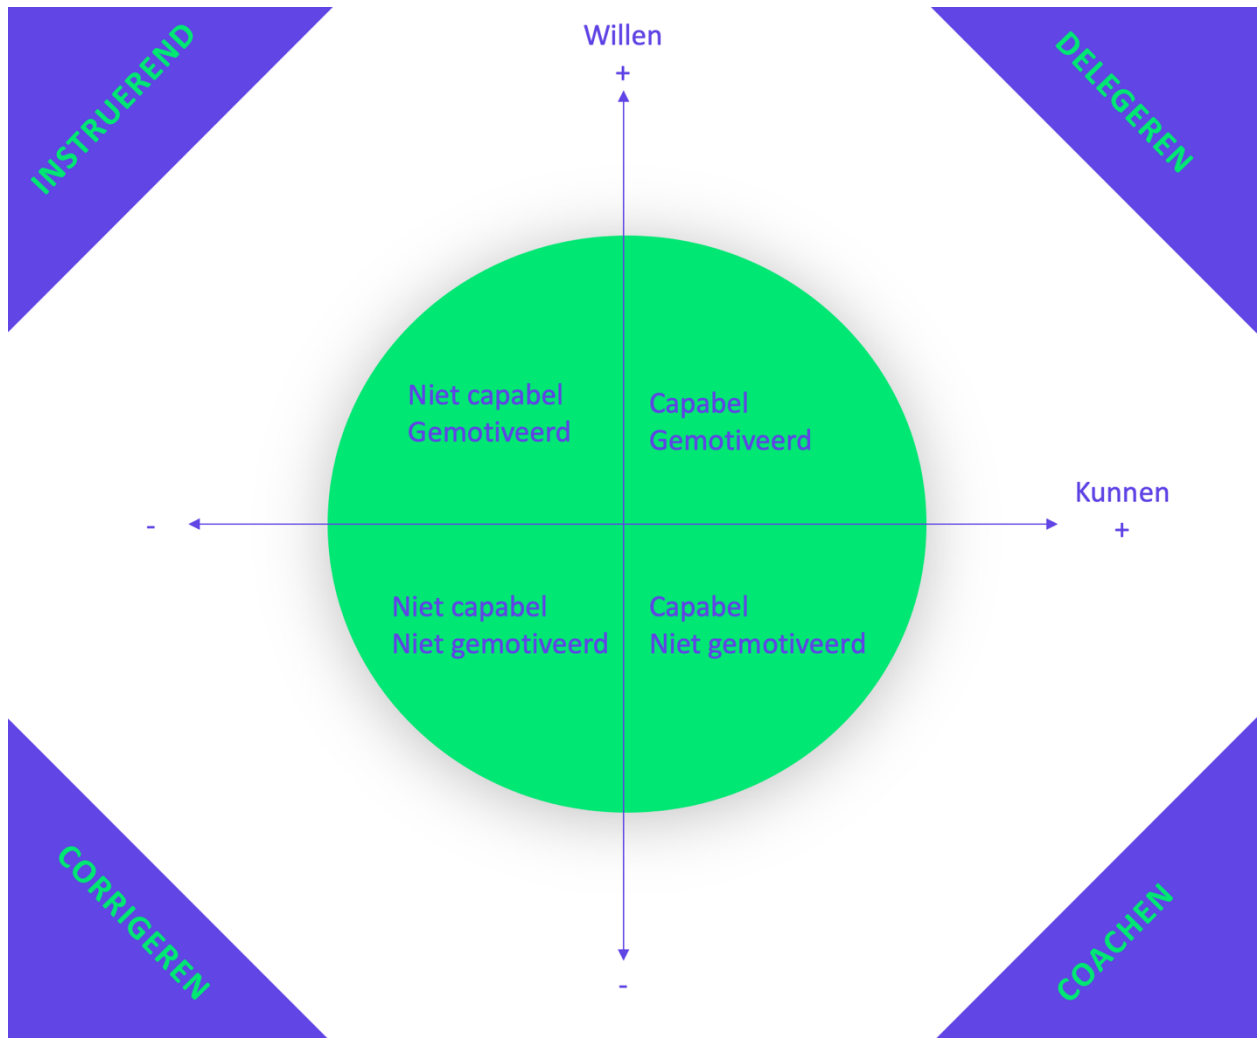 INSTRUEREND
Willen
+
DELEGEREN
Niet capabel
Gemotiveerd
Capabel
Gemotiveerd
Kunnen
+
-
Niet capabel
Niet gemotiveerd
Capabel
Niet gemotiveerd
CORRIGEREN
COACHEN
-